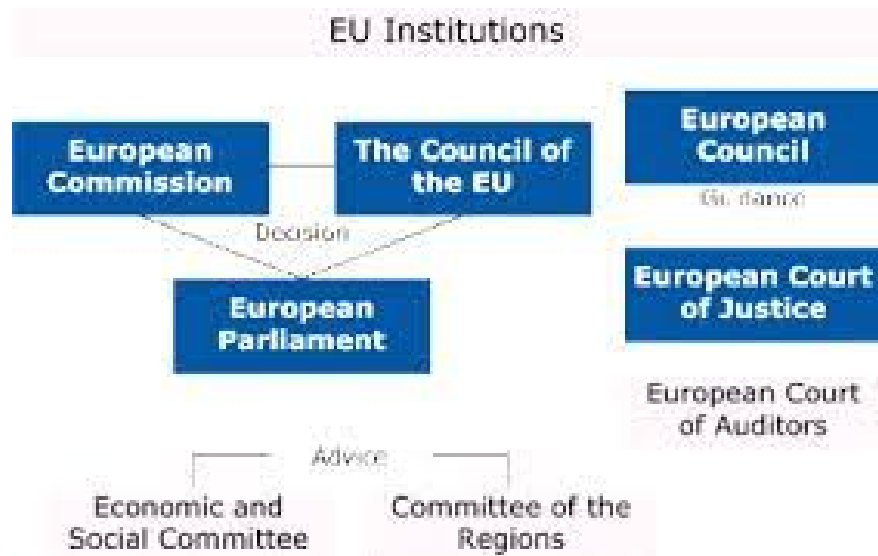 EU Institutions
European
Commission
The Council of
the EU
Decision
European
Parliament
European
Council
Guidance
European Court
of Justice
European Court
of Auditors
Advice
Economic and
Social Committee
Committee of the
Regions